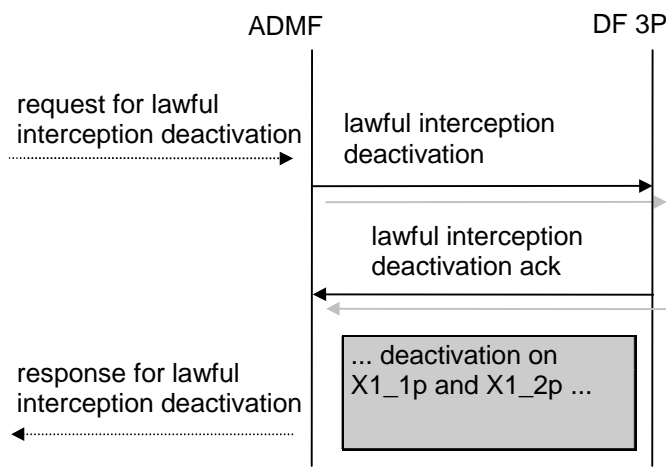 ADMF
DF 3P
request for lawful
interception deactivation
lawful interception
deactivation
lawful interception
deactivation ack
... deactivation on
X1_1p and X1_2p ...
response for lawful
interception deactivation